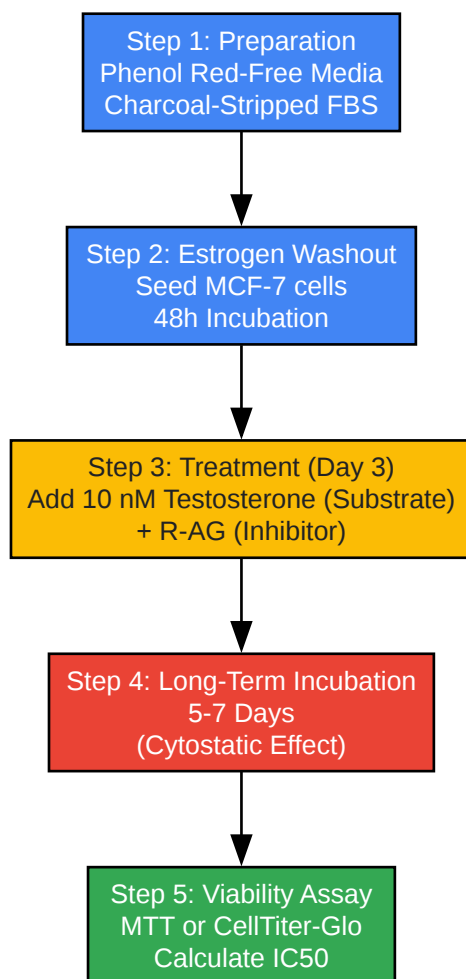 Step 1: Preparation
Phenol Red-Free Media
Charcoal-Stripped FBS
Step 2: Estrogen Washout
Seed MCF-7 cells
48h Incubation
Step 3: Treatment (Day 3)
Add 10 nM Testosterone (Substrate)
+ R-AG (Inhibitor)
Step 4: Long-Term Incubation
5-7 Days
(Cytostatic Effect)
Step 5: Viability Assay
MTT or CellTiter-Glo
Calculate IC50